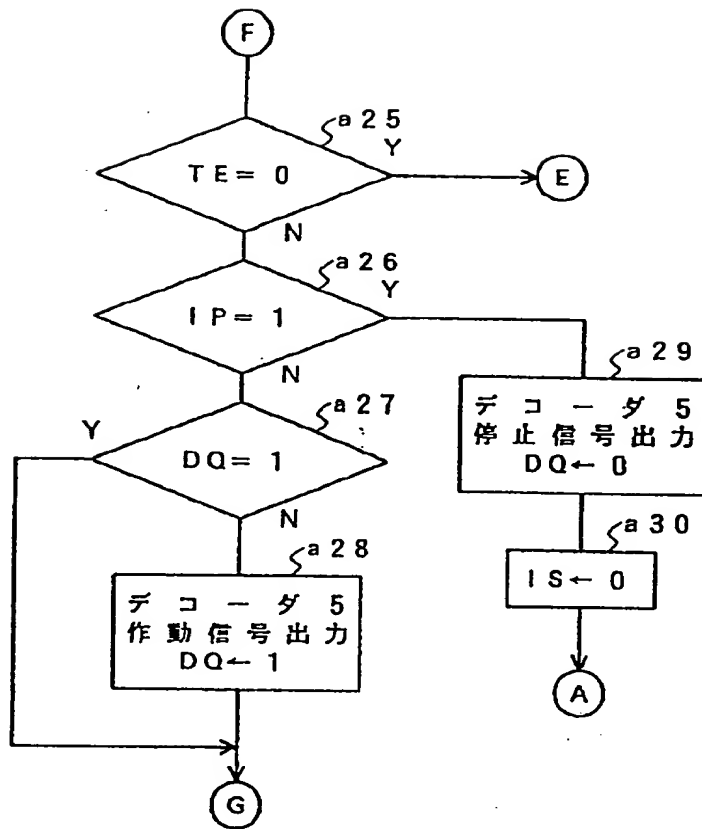 F
a25
TE=0
Y
E
N
a26
IP=1
Y
N
a29
デコーダ5
停止信号出力
DQ←0
a27
Y
DQ=1
N
a30
IS←0
A
a28
デコーダ5
作動信号出力
DQ←1
G